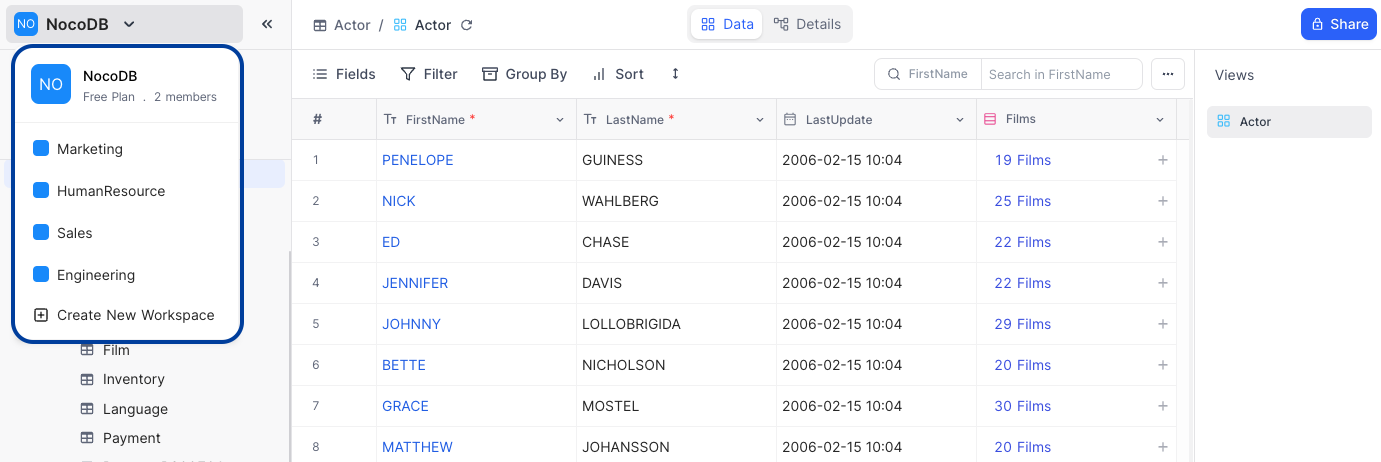 NO NocoDB
Actor / Actor
Data Details
Share
NO NocoDB
Free Plan . 2 members
Marketing
HumanResource
Sales
Engineering
Create New Workspace
Film
Inventory
Language
Payment
Fields Filter Group By Sort
FirstName Search in FirstName
# FirstName * LastName * LastUpdate Films
1 PENELOPE GUINESS 2006-02-15 10:04 19 Films +
2 NICK WAHLBERG 2006-02-15 10:04 25 Films +
3 ED CHASE 2006-02-15 10:04 22 Films +
4 JENNIFER DAVIS 2006-02-15 10:04 22 Films +
5 JOHNNY LOLLOBRIGIDA 2006-02-15 10:04 29 Films +
6 BETTE NICHOLSON 2006-02-15 10:04 20 Films +
7 GRACE MOSTEL 2006-02-15 10:04 30 Films +
8 MATTHEW JOHANSSON 2006-02-15 10:04 20 Films +
Views
Actor